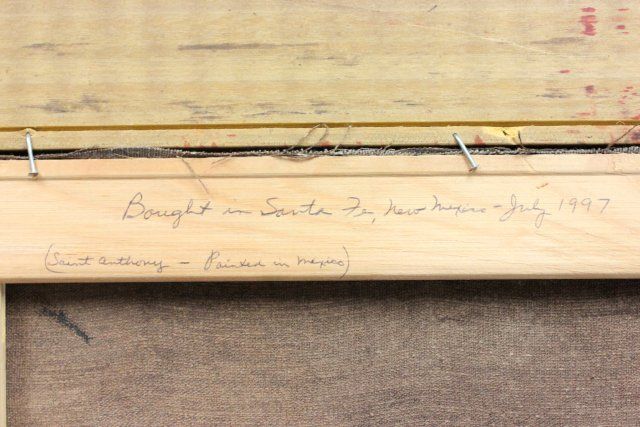 Bought in Santa Fe, New Mexico - July 1997
(Saint Anthony - Painted in Mexico)